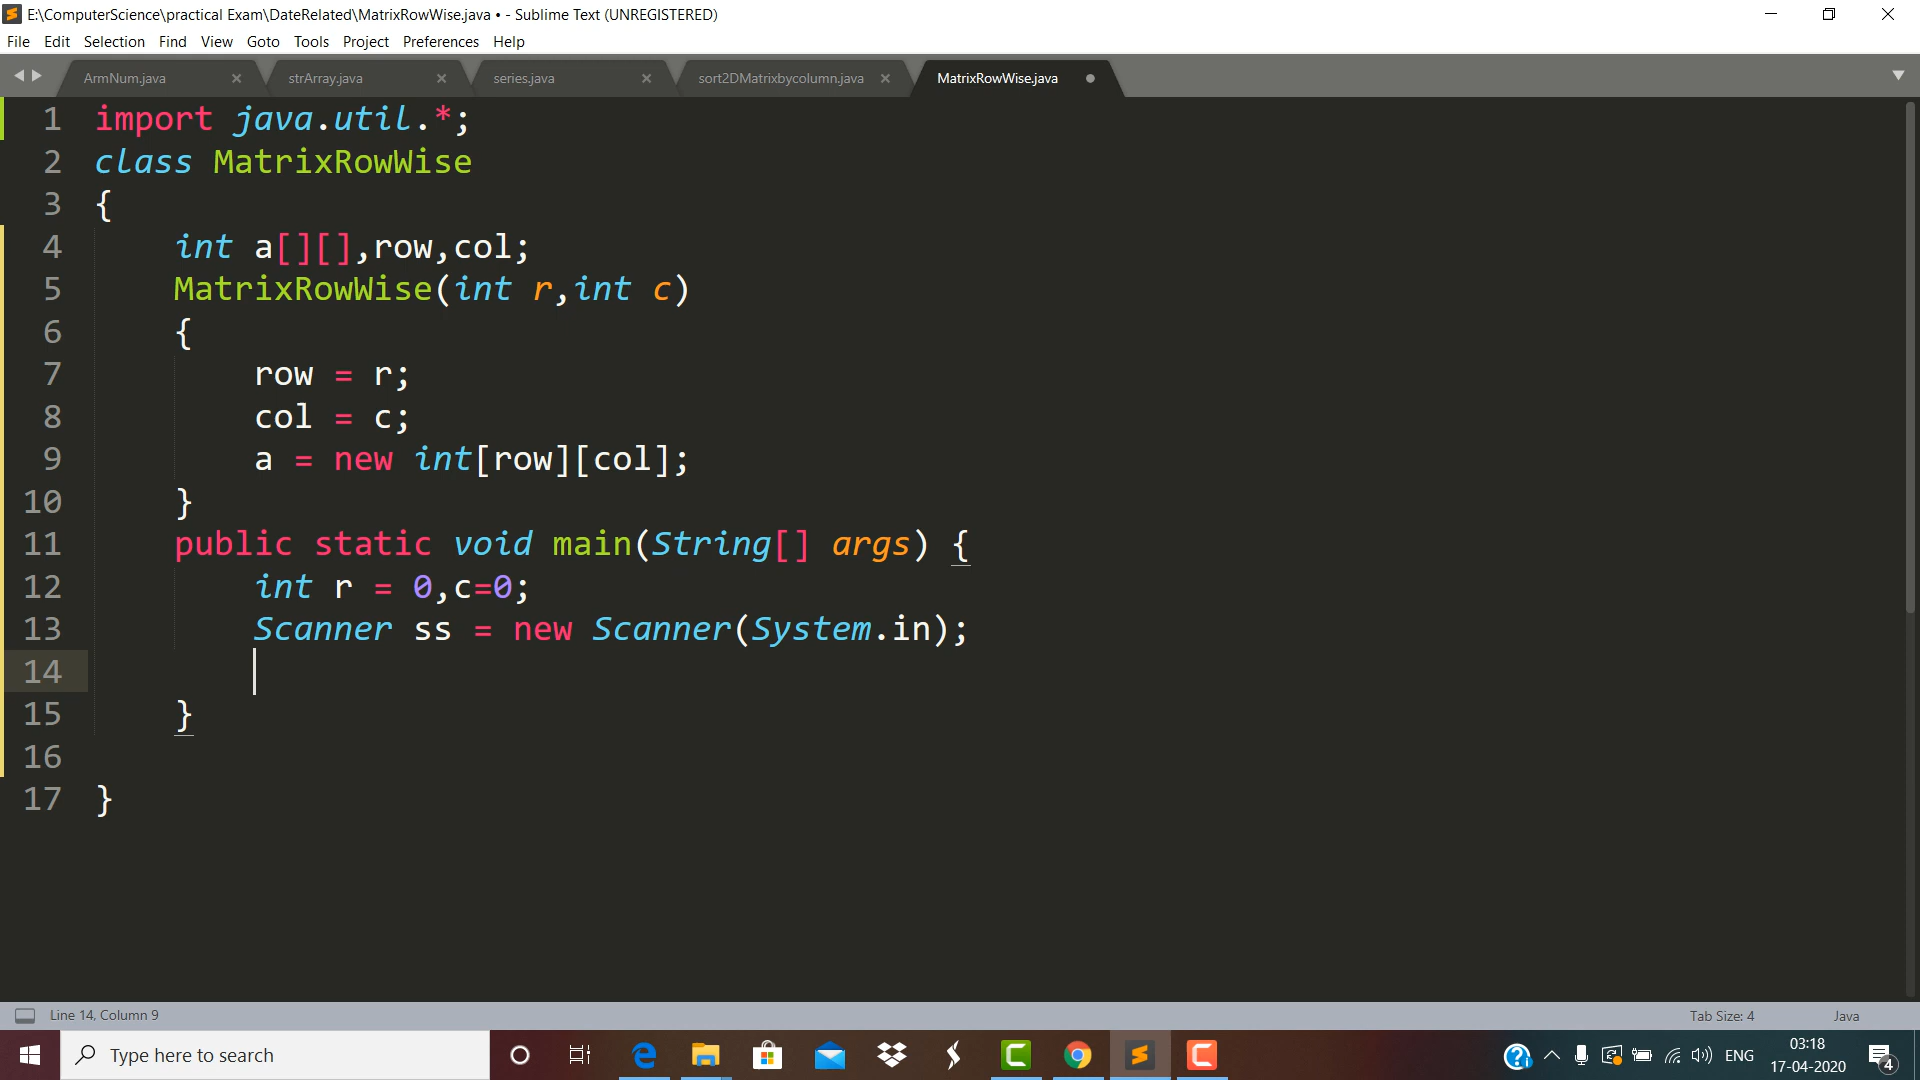 E:\ComputerScience\practical Exam\DateRelated\MatrixRowWise.java • - Sublime Text (UNREGISTERED)
File Edit Selection Find View Goto Tools Project Preferences Help
ArmNum.java strArray.java series.java sort2DMatrixbycolumn.java MatrixRowWise.java
1 import java.util.*;
2 class MatrixRowWise
3 {
4 int a[][],row,col;
5 MatrixRowWise(int r,int c)
6 {
7 row = r;
8 col = c;
9 a = new int[row][col];
10 }
11 public static void main(String[] args) {
12 int r = 0,c=0;
13 Scanner ss = new Scanner(System.in);
14
15 }
16
17 }
Line 14, Column 9 Tab Size: 4 Java
Type here to search ENG 03:18 4
17-04-2020